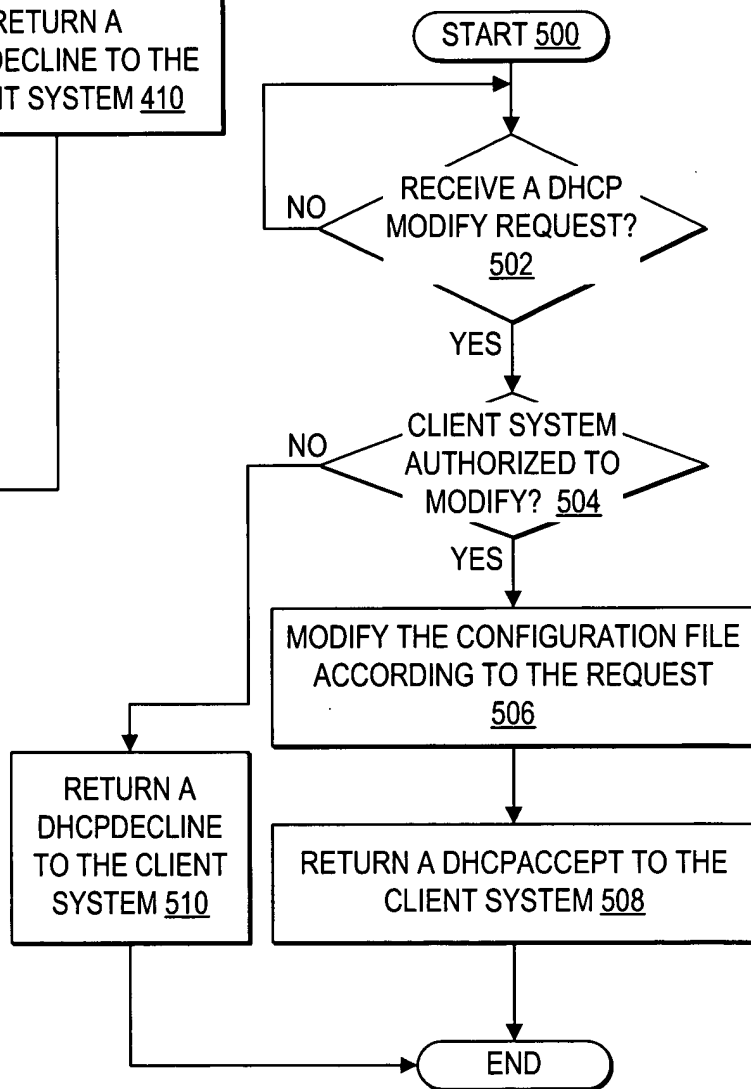 RETURN A
DECLINE TO THE
SYSTEM 410
START 500
RECEIVE A DHCP
MODIFY REQUEST?
502
NO
YES
CLIENT SYSTEM
AUTHORIZED TO
MODIFY? 504
NO
YES
MODIFY THE CONFIGURATION FILE
ACCORDING TO THE REQUEST
506
RETURN A
DHCPDECLINE
TO THE CLIENT
SYSTEM 510
RETURN A DHCPACCEPT TO THE
CLIENT SYSTEM 508
END